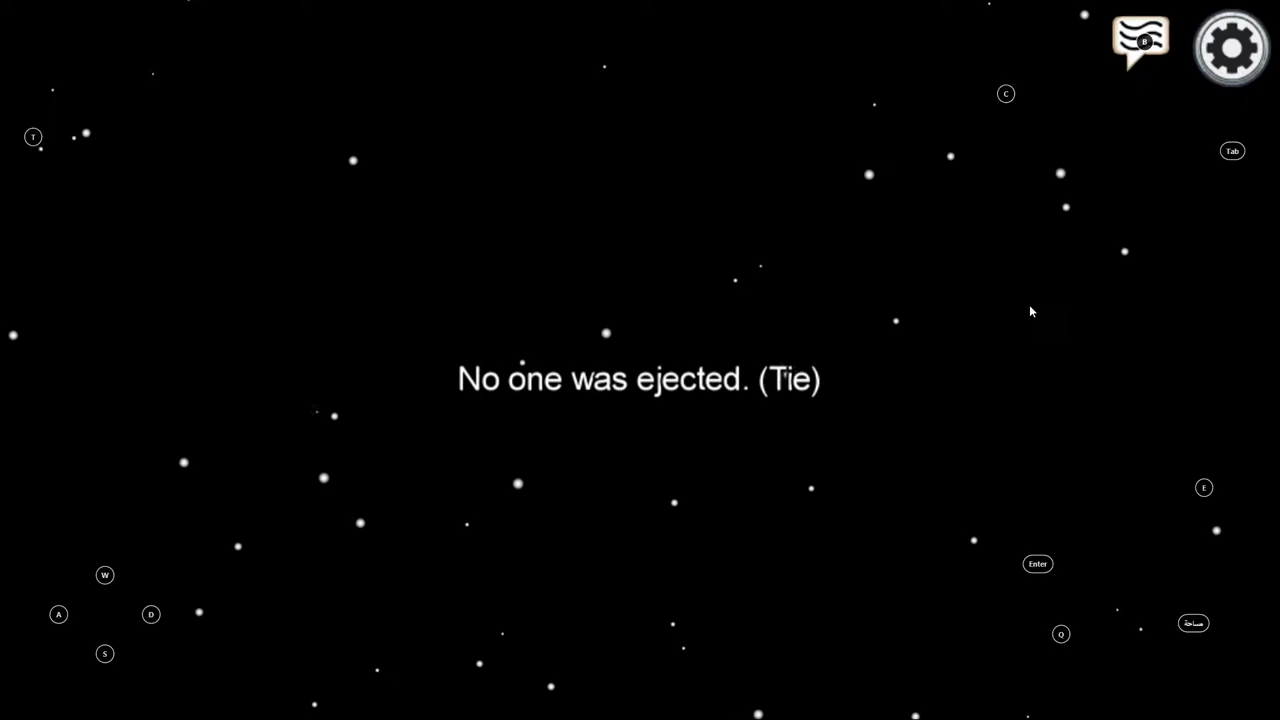 B
C
T
Tab
No one was ejected. (Tie)
E
Enter
W
A
D
مساحة
Q
S